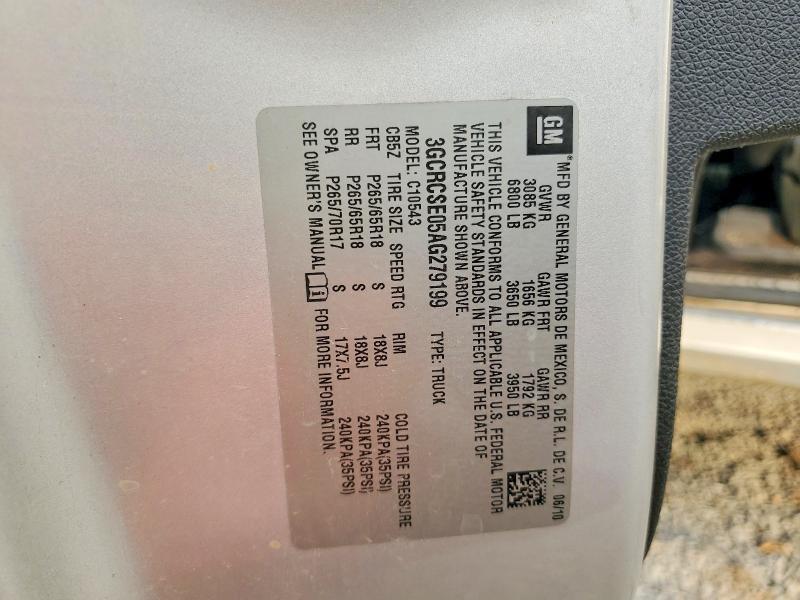 GM
®MFD BY GENERAL MOTORS DE MEXICO, S. DE R.L. DE C.V. 06/10
GVWR GAWR FRT GAWR RR
3085 KG 1656 KG 1792 KG
6800 LB 3650 LB 3950 LB
THIS VEHICLE CONFORMS TO ALL APPLICABLE U.S. FEDERAL MOTOR
VEHICLE SAFETY STANDARDS IN EFFECT ON THE DATE OF
MANUFACTURE SHOWN ABOVE.
3GCRCSE05AG279199 TYPE: TRUCK
MODEL: C10543
CB5Z TIRE SIZE SPEED RTG RIM COLD TIRE PRESSURE
FRT P265/65R18 S 18X8J 240KPA(35PSI)
RR P265/65R18 S 18X8J 240KPA(35PSI)
SPA P265/70R17 S 17X7.5J 240KPA(35PSI)
SEE OWNER'S MANUAL i FOR MORE INFORMATION.